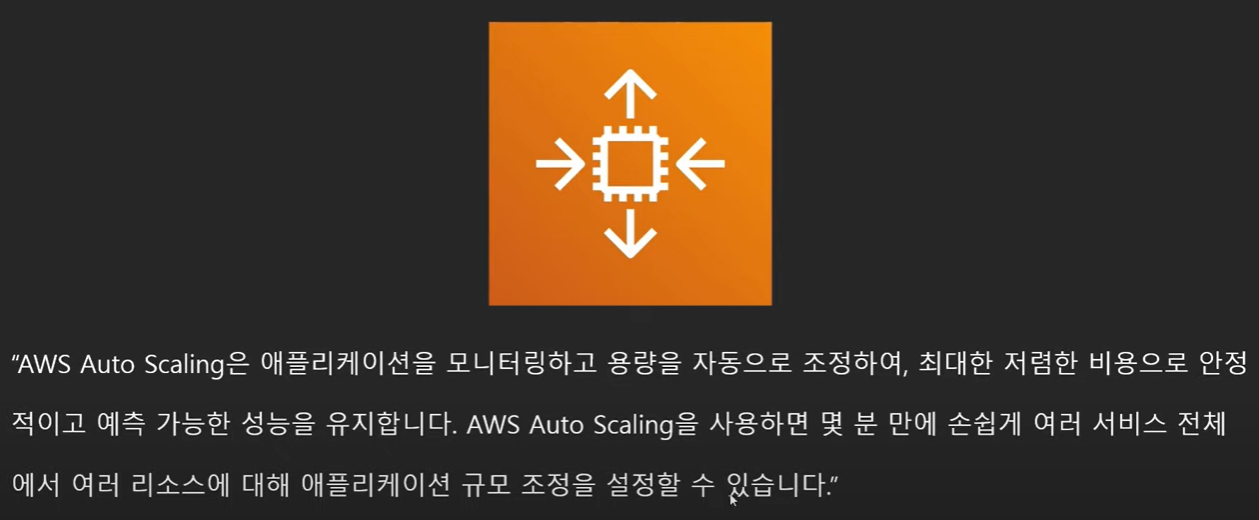 "AWS Auto Scaling은 애플리케이션을 모니터링하고 용량을 자동으로 조정하여, 최대한 저렴한 비용으로 안정
적이고 예측 가능한 성능을 유지합니다. AWS Auto Scaling을 사용하면 몇 분 만에 손쉽게 여러 서비스 전체
에서 여러 리소스에 대해 애플리케이션 규모 조정을 설정할 수 있습니다."